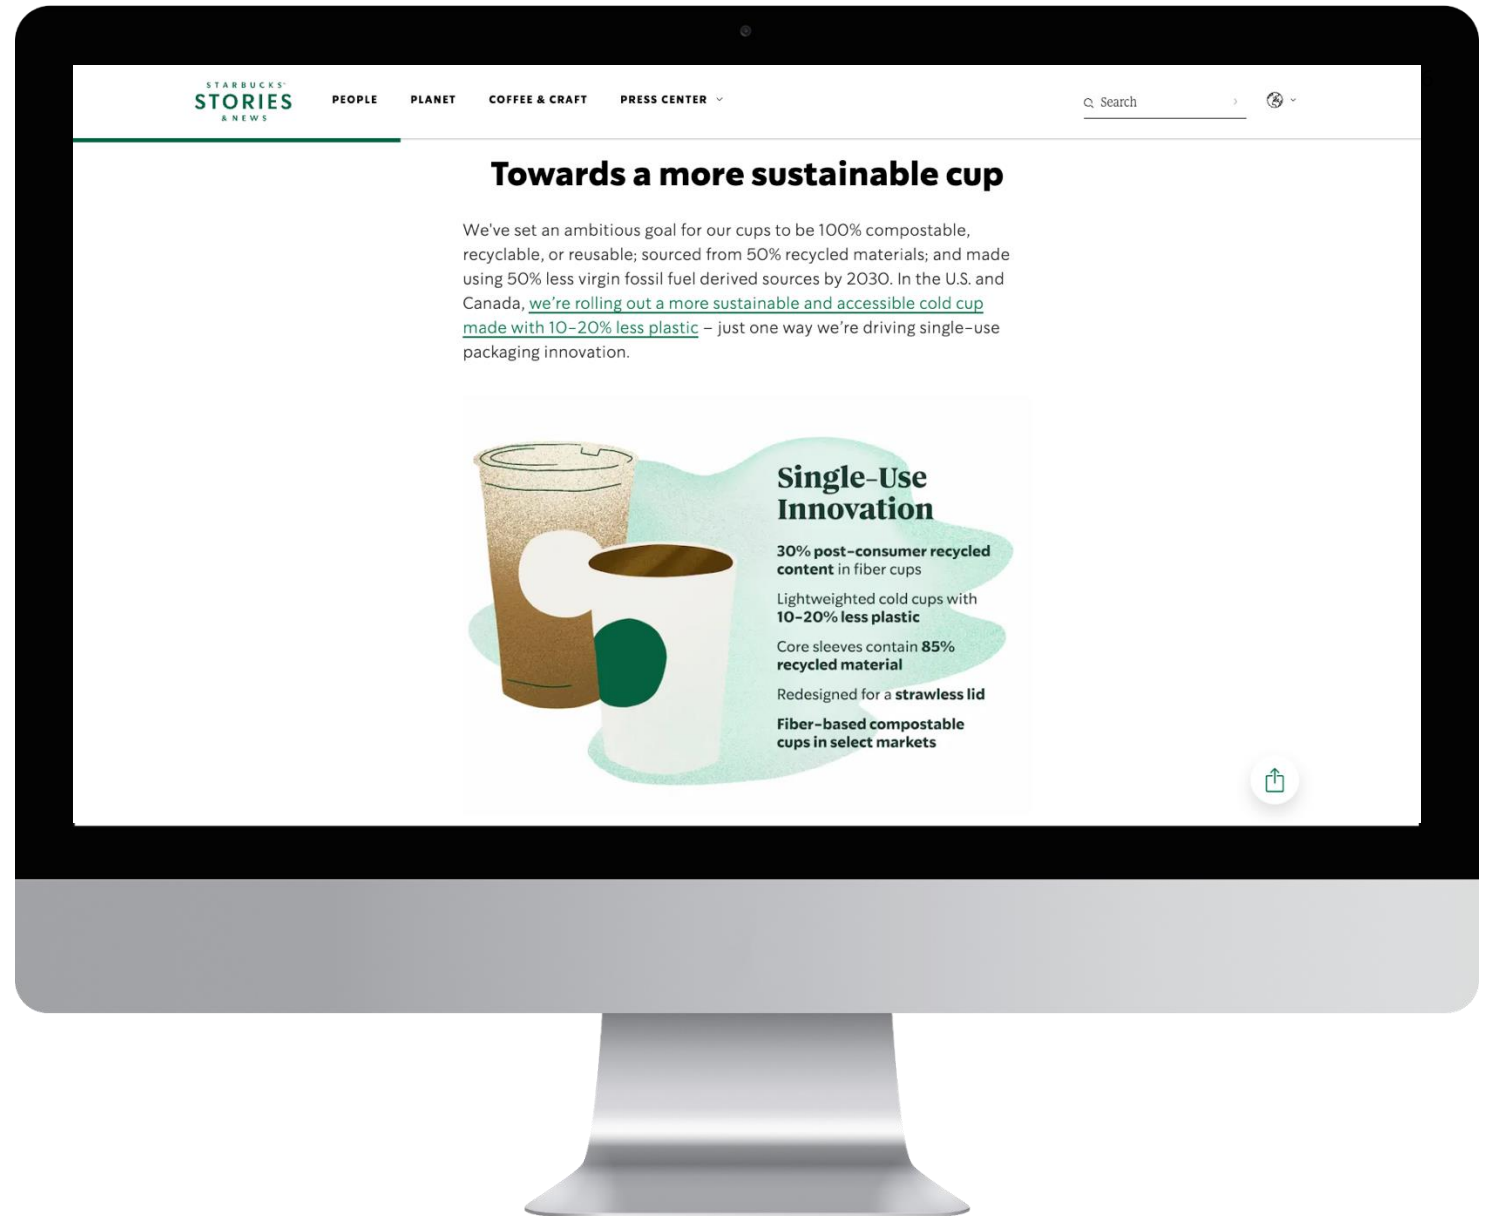 STARBUCKS
STORIES
& NEWS
PEOPLE
PLANET
COFFEE & CRAFT
PRESS CENTER
Search
Towards a more sustainable cup
We've set an ambitious goal for our cups to be 100% compostable,
recyclable, or reusable; sourced from 50% recycled materials; and made
using 50% less virgin fossil fuel derived sources by 2030. In the U.S. and
Canada, we're rolling out a more sustainable and accessible cold cup
made with 10–20% less plastic – just one way we're driving single-use
packaging innovation.
Single-Use
Innovation
30% post-consumer recycled
content in fiber cups
Lightweighted cold cups with
10-20% less plastic
Core sleeves contain 85%
recycled material
Redesigned for a strawless lid
Fiber-based compostable
cups in select markets